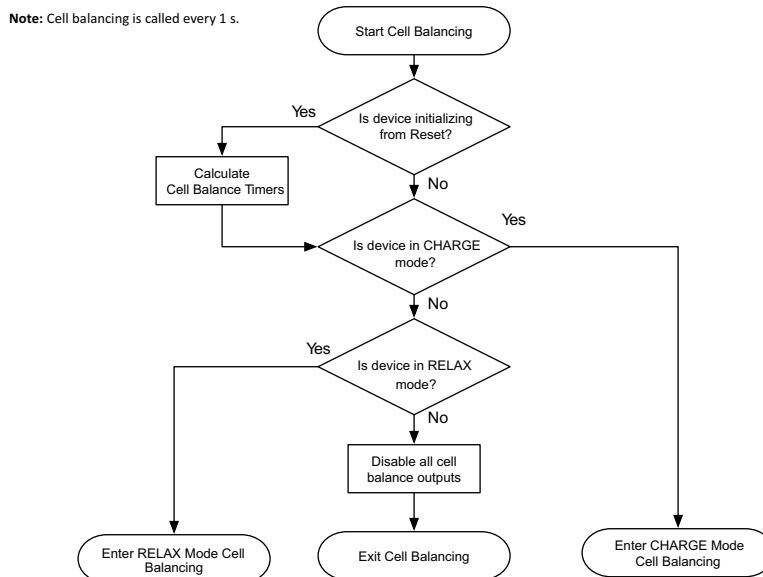 Note: Cell balancing is called every 1 s.
Start Cell Balancing
Is device initializing
from Reset?
Yes
No
Calculate
Cell Balance Timers
Is device in CHARGE
mode?
Yes
No
Is device in RELAX
mode?
Yes
No
Disable all cell
balance outputs
Enter RELAX Mode Cell
Balancing
Exit Cell Balancing
Enter CHARGE Mode
Cell Balancing